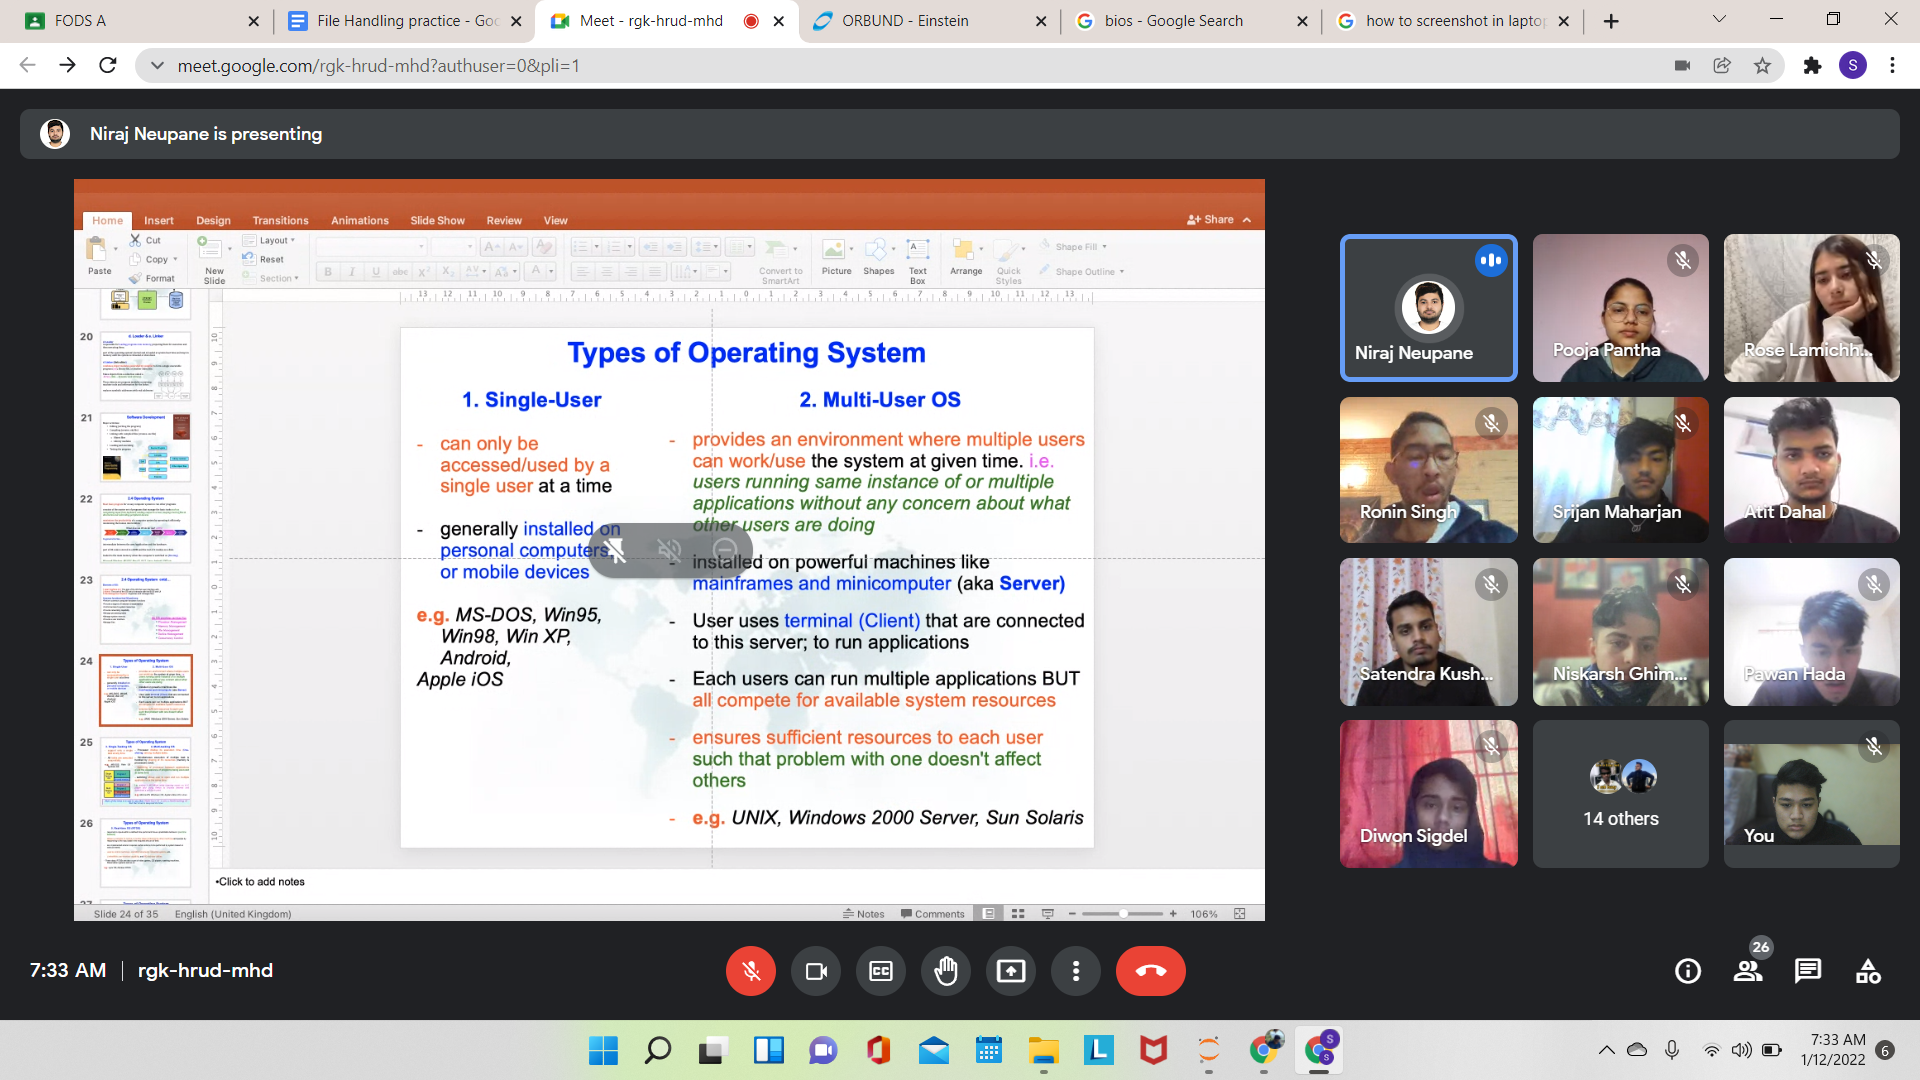 FODS A
File Handling practice - Goo
Meet - rgk-hrud-mhd
ORBUND - Einstein
bios - Google Search
how to screenshot in laptop
meet.google.com/rgk-hrud-mhd?authuser=0&pli=1
S
Niraj Neupane is presenting
Home
Insert
Design
Transitions
Animations
Slide Show
Review
View
Share
Paste
Cut
Copy
Format
New Slide
Layout
Reset
Section
Convert to SmartArt
Picture
Shapes
Text Box
Arrange
Quick Styles
Shape Fill
Shape Outline
20
21
22
23
24
25
26
Types of Operating System
1. Single-User
- can only be
accessed/used by a
single user at a time
- generally installed on
personal computers
or mobile devices
e.g. MS-DOS, Win95,
Win98, Win XP,
Android,
Apple iOS
2. Multi-User OS
- provides an environment where multiple users
can work/use the system at given time. i.e.
users running same instance of or multiple
applications without any concern about what
other users are doing
- installed on powerful machines like
mainframes and minicomputer (aka Server)
- User uses terminal (Client) that are connected
to this server; to run applications
- Each users can run multiple applications BUT
all compete for available system resources
- ensures sufficient resources to each user
such that problem with one doesn't affect
others
- e.g. UNIX, Windows 2000 Server, Sun Solaris
•Click to add notes
Slide 24 of 35
English (United Kingdom)
Notes
Comments
106%
Niraj Neupane
Pooja Pantha
Rose Lamichh...
Ronin Singh
Srijan Maharjan
Atit Dahal
Satendra Kush...
Niskarsh Ghim...
Pawan Hada
Diwon Sigdel
14 others
You
7:33 AM
rgk-hrud-mhd
CC
26
7:33 AM
1/12/2022
6